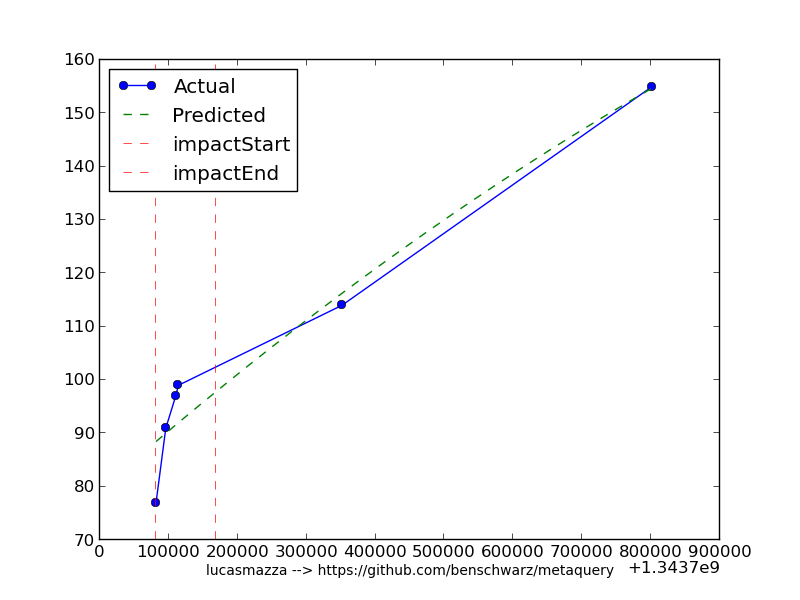 160
150
140
130
120
110
100
90
80
70
Actual
Predicted
impactStart
impactEnd
0 100000 200000 300000 400000 500000 600000 700000 800000 900000
lucasmazza --> https://github.com/benschwarz/metaquery +1.3437e9